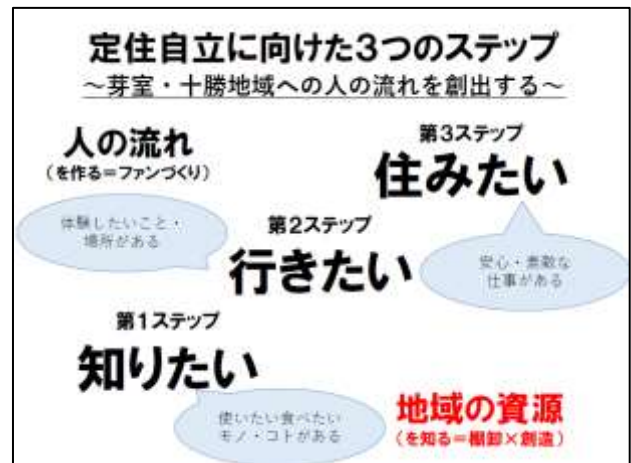 定住自立に向けた3つのステップ
～芽室・十勝地域への人の流れを創出する～
人の流れ
(を作る=ファンづくり)
体験したいこと・
場所がある
第3ステップ
住みたい
安心・素敵な
仕事がある
第2ステップ
行きたい
第1ステップ
知りたい
使いたい食べたい
モノ・コトがある
地域の資源
(を知る=棚卸×創造)